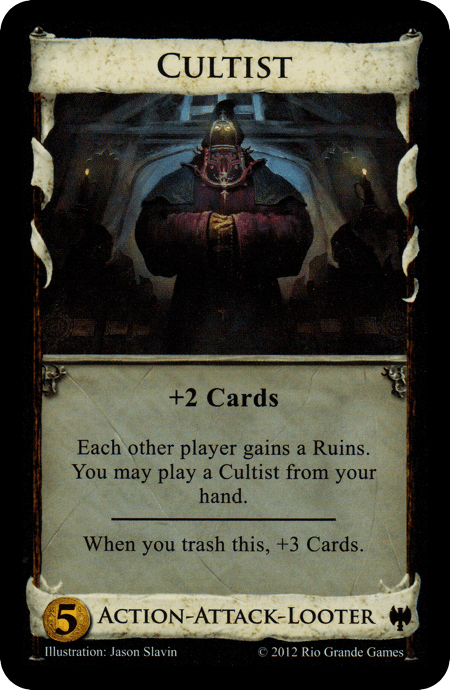 CULTIST
+2 Cards
Each other player gains a Ruins.
You may play a Cultist from your
hand.
When you trash this, +3 Cards.
5 ACTION-ATTACK-LOOTER
Illustration: Jason Slavin © 2012 Rio Grande Games